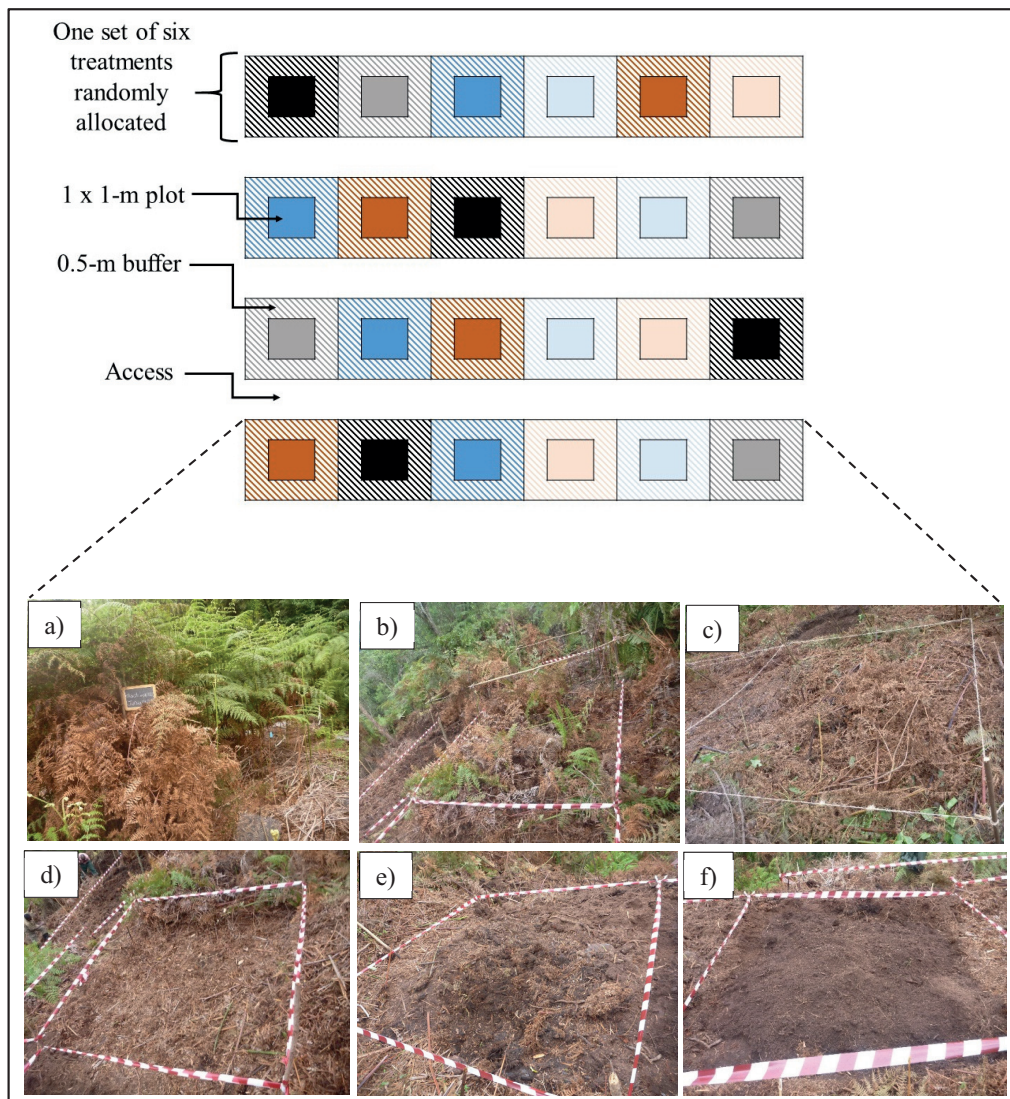 One set of six
treatments
randomly
allocated
1 x 1-m plot
0.5-m buffer
Access
a)
b)
c)
d)
e)
f)